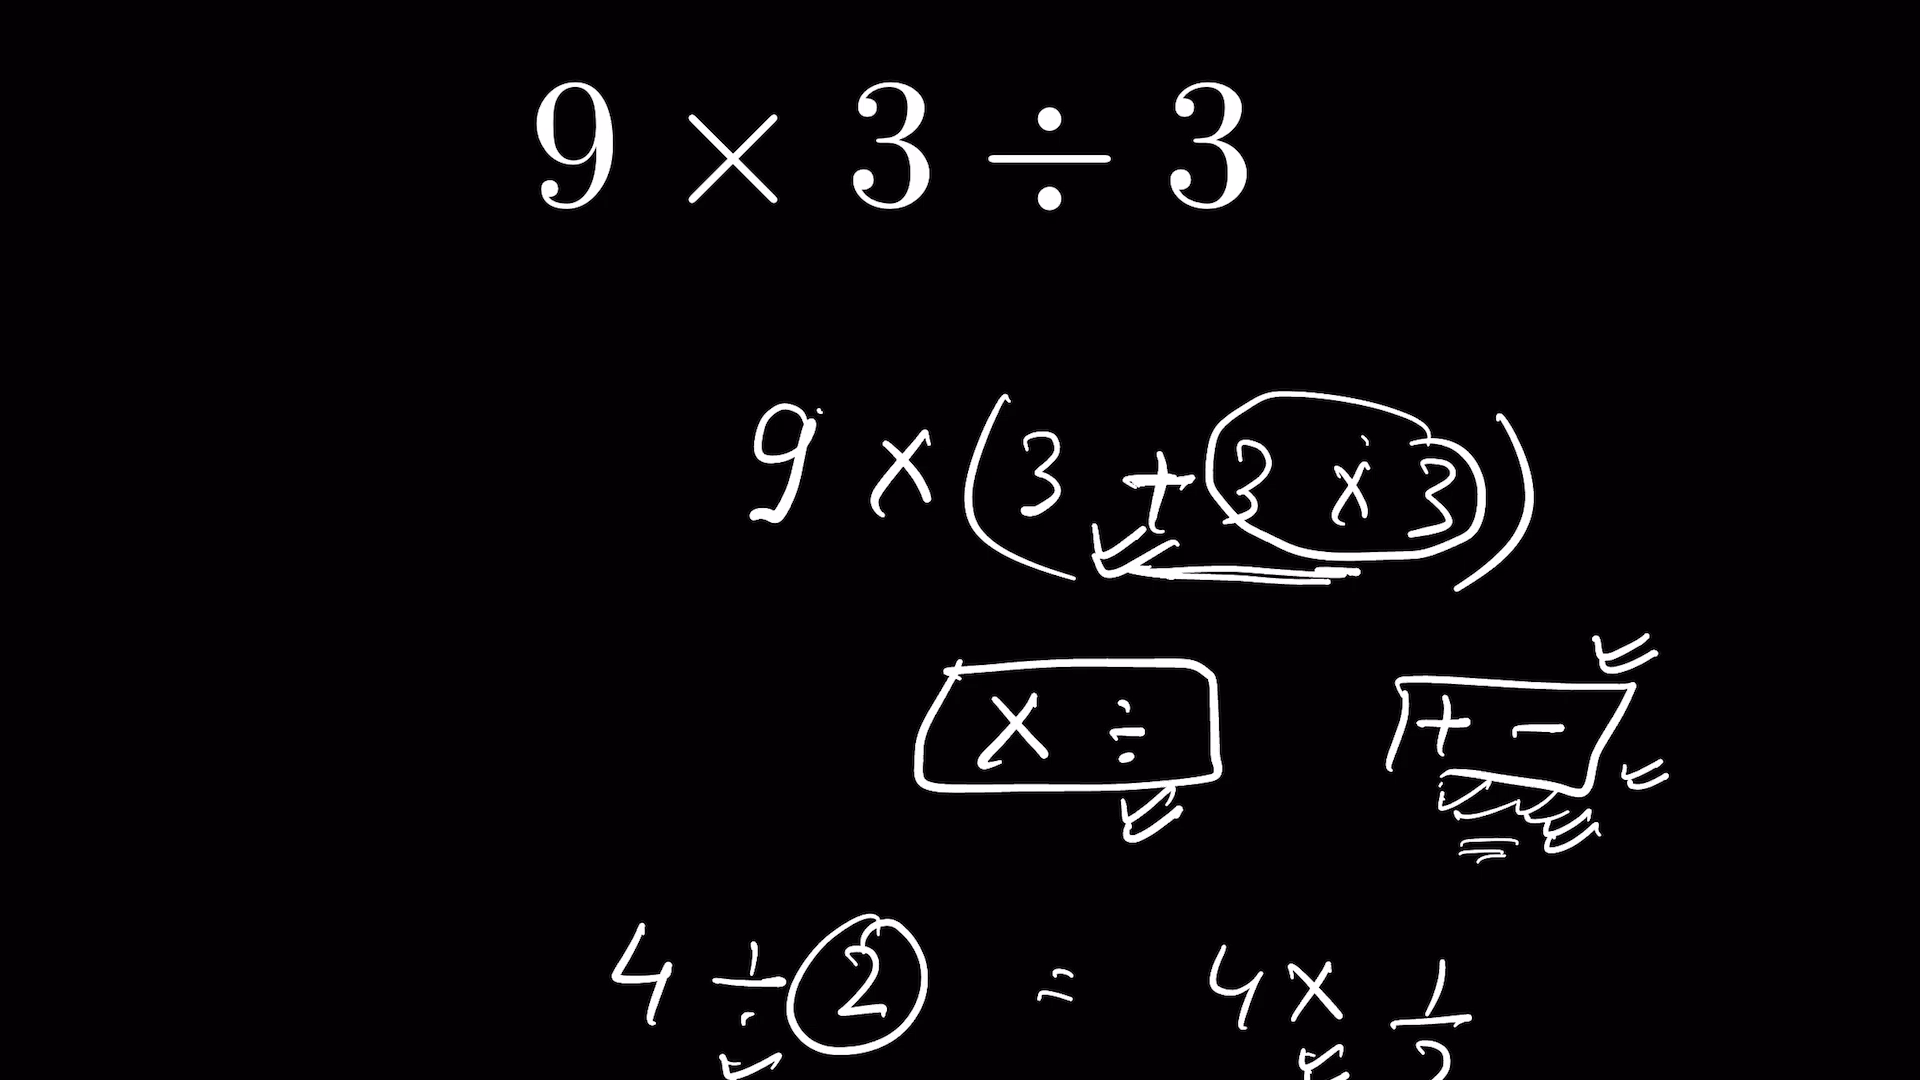 9 × 3 ÷ 3
9 × (3 + 3 × 3)
× ÷ + -
4 ÷ 2 = 4 × 1/2